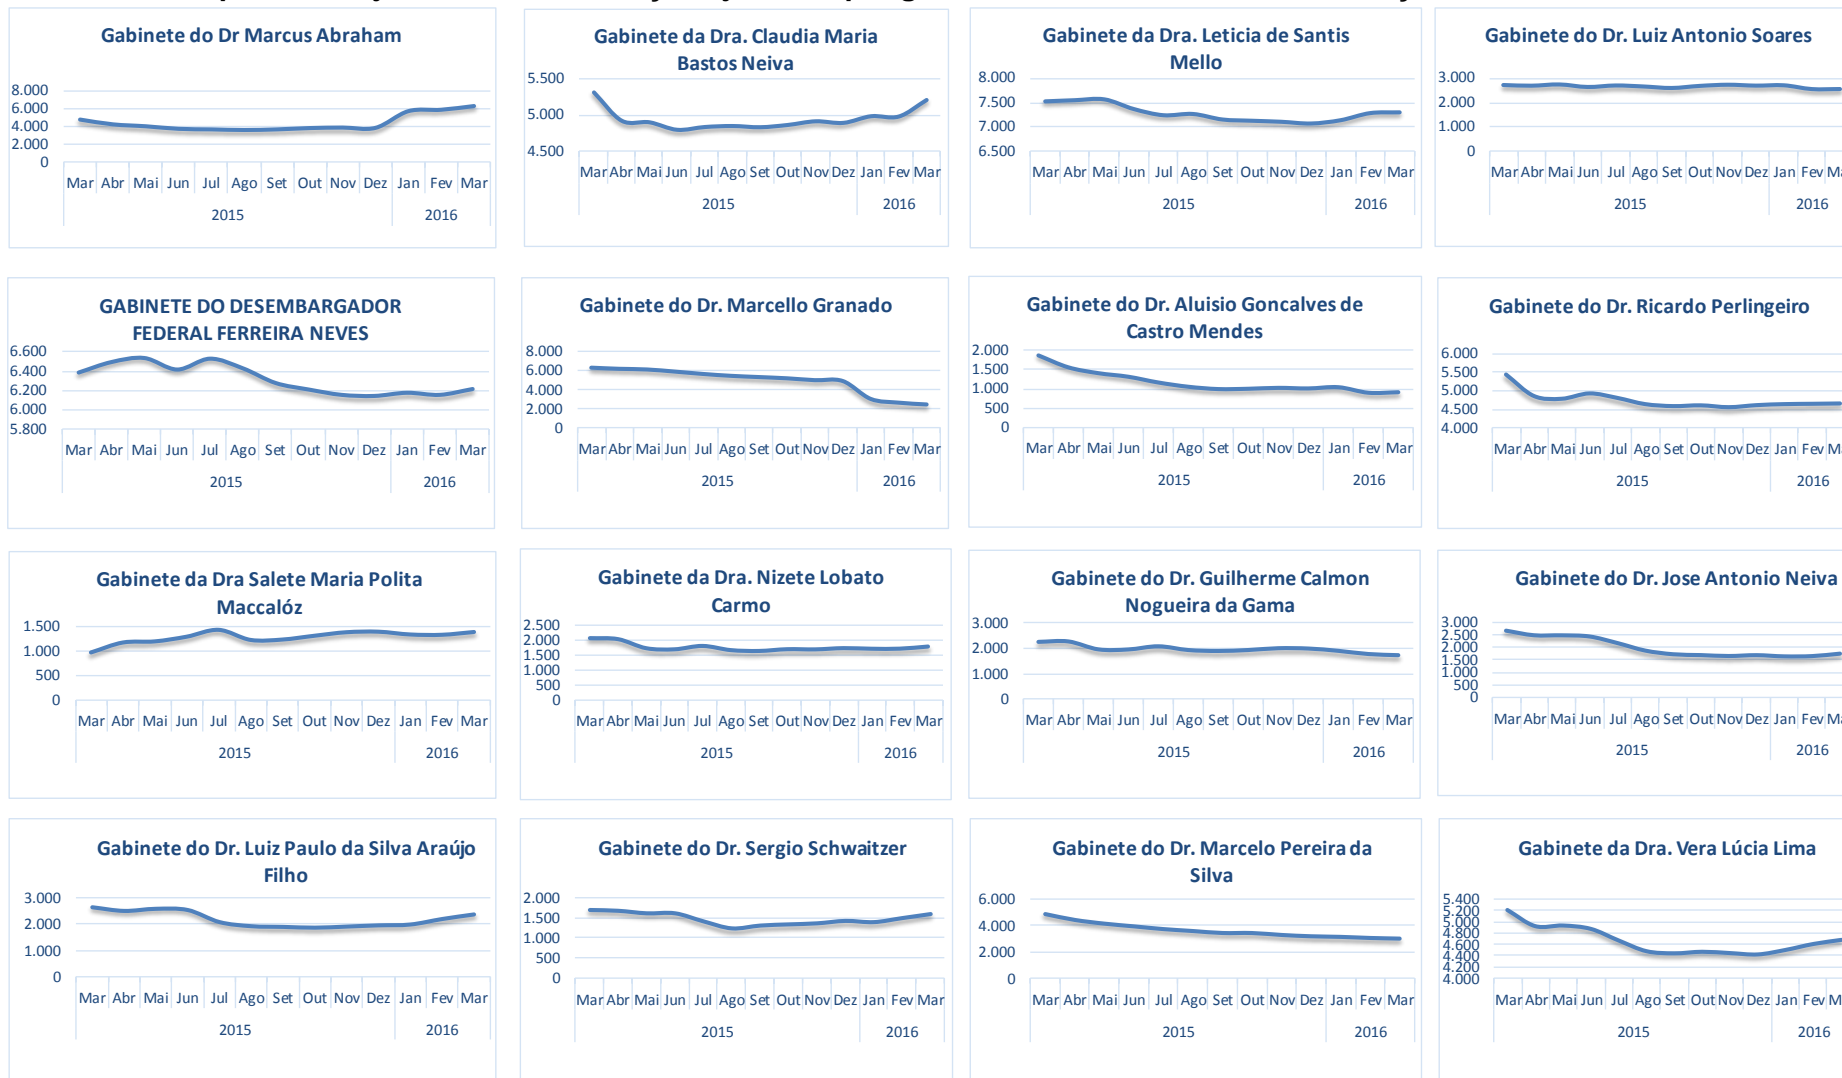 Gabinete do Dr Marcus Abraham
8.000
6.000
4.000
2.000
0
Mar Abr Mai Jun Jul Ago Set Out Nov Dez Jan Fev Mar
2015 2016
Gabinete da Dra. Claudia Maria
Bastos Neiva
5.500
5.000
4.500
Mar Abr Mai Jun Jul Ago Set Out Nov Dez Jan Fev Mar
2015 2016
Gabinete da Dra. Leticia de Santis
Mello
8.000
7.500
7.000
6.500
Mar Abr Mai Jun Jul Ago Set Out Nov Dez Jan Fev Mar
2015 2016
Gabinete do Dr. Luiz Antonio Soares
3.000
2.000
1.000
0
Mar Abr Mai Jun Jul Ago Set Out Nov Dez Jan Fev
2015 2016
GABINETE DO DESEMBARGADOR
FEDERAL FERREIRA NEVES
6.600
6.400
6.200
6.000
5.800
Mar Abr Mai Jun Jul Ago Set Out Nov Dez Jan Fev Mar
2015 2016
Gabinete do Dr. Marcello Granado
8.000
6.000
4.000
2.000
0
Mar Abr Mai Jun Jul Ago Set Out Nov Dez Jan Fev Mar
2015 2016
Gabinete do Dr. Aluisio Goncalves de
Castro Mendes
2.000
1.500
1.000
500
0
Mar Abr Mai Jun Jul Ago Set Out Nov Dez Jan Fev Mar
2015 2016
Gabinete do Dr. Ricardo Perlingeiro
6.000
5.500
5.000
4.500
4.000
Mar Abr Mai Jun Jul Ago Set Out Nov Dez Jan Fev
2015 2016
Gabinete da Dra Salete Maria Polita
Maccalóz
1.500
1.000
500
0
Mar Abr Mai Jun Jul Ago Set Out Nov Dez Jan Fev Mar
2015 2016
Gabinete da Dra. Nizete Lobato
Carmo
2.500
2.000
1.500
1.000
500
0
Mar Abr Mai Jun Jul Ago Set Out Nov Dez Jan Fev Mar
2015 2016
Gabinete do Dr. Guilherme Calmon
Nogueira da Gama
3.000
2.000
1.000
0
Mar Abr Mai Jun Jul Ago Set Out Nov Dez Jan Fev Mar
2015 2016
Gabinete do Dr. Jose Antonio Neiva
3.000
2.500
2.000
1.500
1.000
500
0
Mar Abr Mai Jun Jul Ago Set Out Nov Dez Jan Fev
2015 2016
Gabinete do Dr. Luiz Paulo da Silva Araújo
Filho
3.000
2.000
1.000
0
Mar Abr Mai Jun Jul Ago Set Out Nov Dez Jan Fev Mar
2015 2016
Gabinete do Dr. Sergio Schwaitzer
2.000
1.500
1.000
500
0
Mar Abr Mai Jun Jul Ago Set Out Nov Dez Jan Fev Mar
2015 2016
Gabinete do Dr. Marcelo Pereira da
Silva
6.000
4.000
2.000
0
Mar Abr Mai Jun Jul Ago Set Out Nov Dez Jan Fev Mar
2015 2016
Gabinete da Dra. Vera Lúcia Lima
5.400
5.200
5.000
4.800
4.600
4.400
4.200
4.000
Mar Abr Mai Jun Jul Ago Set Out Nov Dez Jan Fev
2015 2016